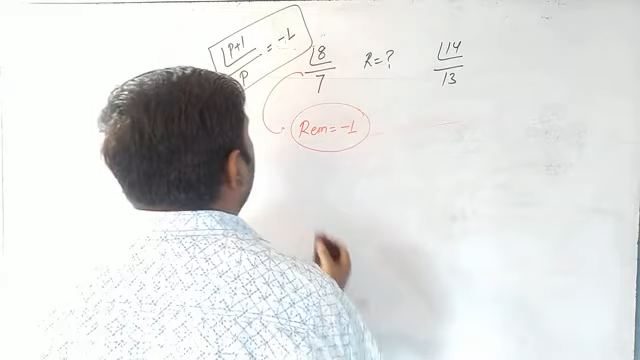 ⌊p+1 / p = -1
⌊8 / 7 R=? ⌊14 / 13
Rem = -1